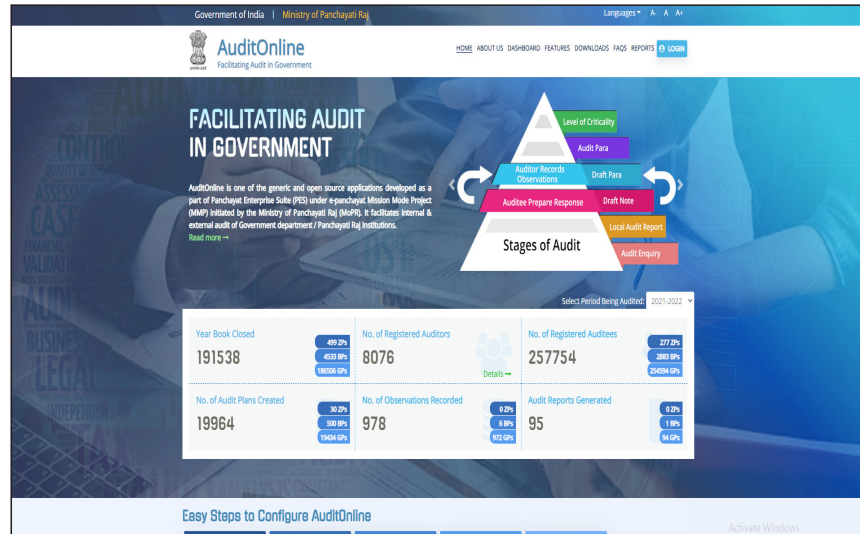 Government of India | Ministry of Panchayati Raj
Languages A- A A+
AuditOnline
Facilitating Audit in Government
HOME ABOUT US DASHBOARD FEATURES DOWNLOADS FAQS REPORTS LOGIN
FACILITATING AUDIT
IN GOVERNMENT
AuditOnline is one of the generic and open source applications developed as a
part of Panchayat Enterprise Suite (PES) under e-panchayat Mission Mode Project
(MMP) initiated by the Ministry of Panchayati Raj (MoPR). It facilitates internal &
external audit of Government department / Panchayati Raj Institutions.
Read more →
Level of Criticality
Audit Para
Auditor Records
Observations
Draft Para
Auditee Prepare Response
Draft Note
Local Audit Report
Stages of Audit
Audit Enquiry
Select Period Being Audited: 2021-2022
Year Book Closed
191538
499 ZPs
4533 BPs
186506 GPs
No. of Registered Auditors
8076
Details →
No. of Registered Auditees
257754
277 ZPs
2883 BPs
254594 GPs
No. of Audit Plans Created
19964
30 ZPs
500 BPs
19434 GPs
No. of Observations Recorded
978
0 ZPs
6 BPs
972 GPs
Audit Reports Generated
95
0 ZPs
1 BPs
94 GPs
Easy Steps to Configure AuditOnline
Activate Windows